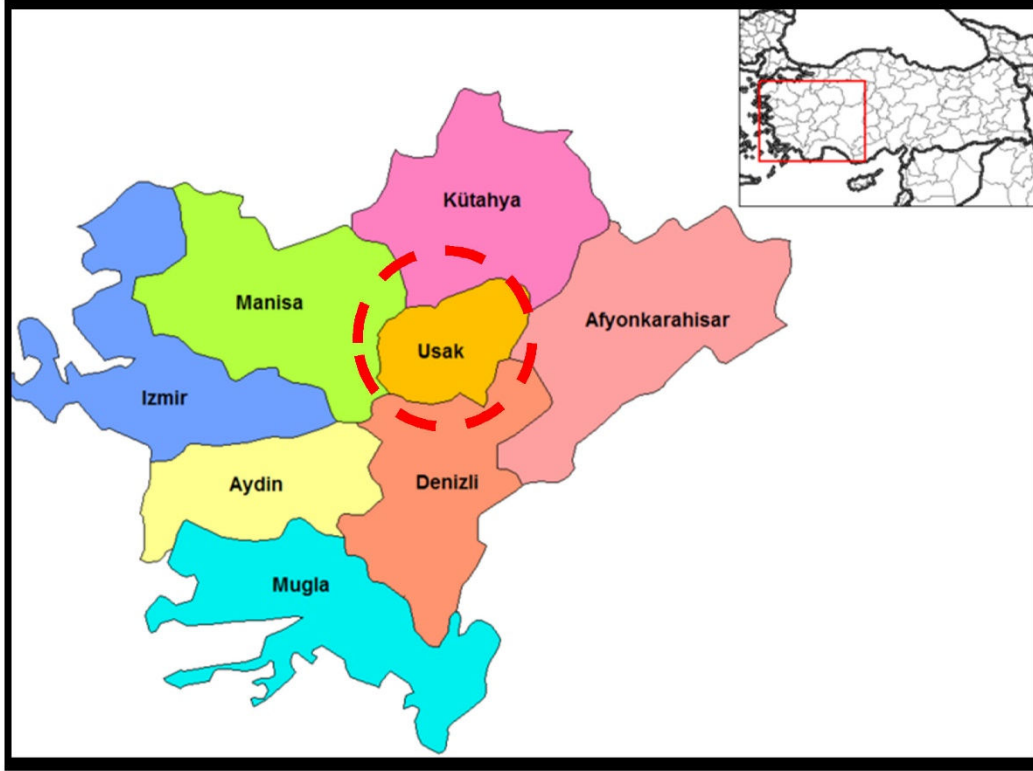 Kütahya
Manisa
Afyonkarahisar
Usak
Izmir
Aydin
Denizli
Mugla